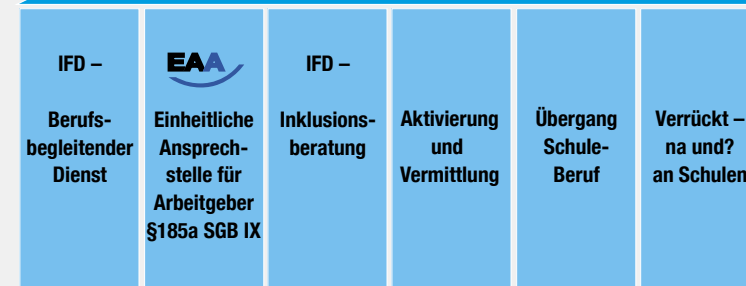 IFD –
Berufs-
begleitender
Dienst
EAA
Einheitliche
Ansprech-
stelle für
Arbeitgeber
§185a SGB IX
IFD –
Inklusions-
beratung
Aktivierung
und
Vermittlung
Übergang
Schule-
Beruf
Verrückt –
na und?
an Schulen